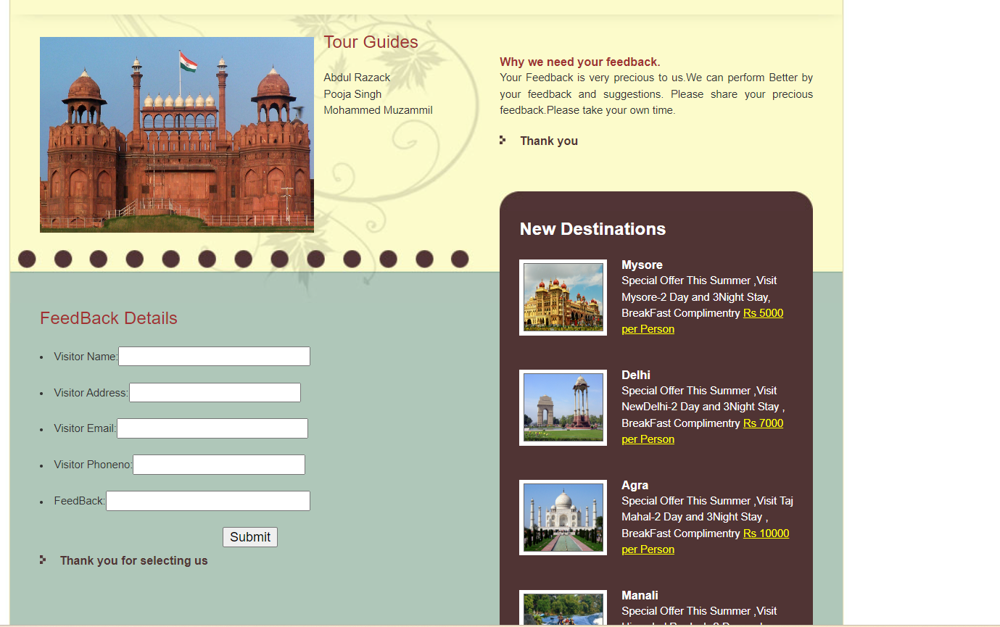 Tour Guides
Abdul Razack
Pooja Singh
Mohammed Muzammil
Why we need your feedback.
Your Feedback is very precious to us.We can perform Better by
your feedback and suggestions. Please share your precious
feedback.Please take your own time.
Thank you
FeedBack Details
Visitor Name:
Visitor Address:
Visitor Email:
Visitor Phoneno:
FeedBack:
Submit
Thank you for selecting us
New Destinations
Mysore
Special Offer This Summer ,Visit
Mysore-2 Day and 3Night Stay,
BreakFast Complimentry Rs 5000
per Person
Delhi
Special Offer This Summer ,Visit
NewDelhi-2 Day and 3Night Stay ,
BreakFast Complimentry Rs 7000
per Person
Agra
Special Offer This Summer ,Visit Taj
Mahal-2 Day and 3Night Stay ,
BreakFast Complimentry Rs 10000
per Person
Manali
Special Offer This Summer ,Visit